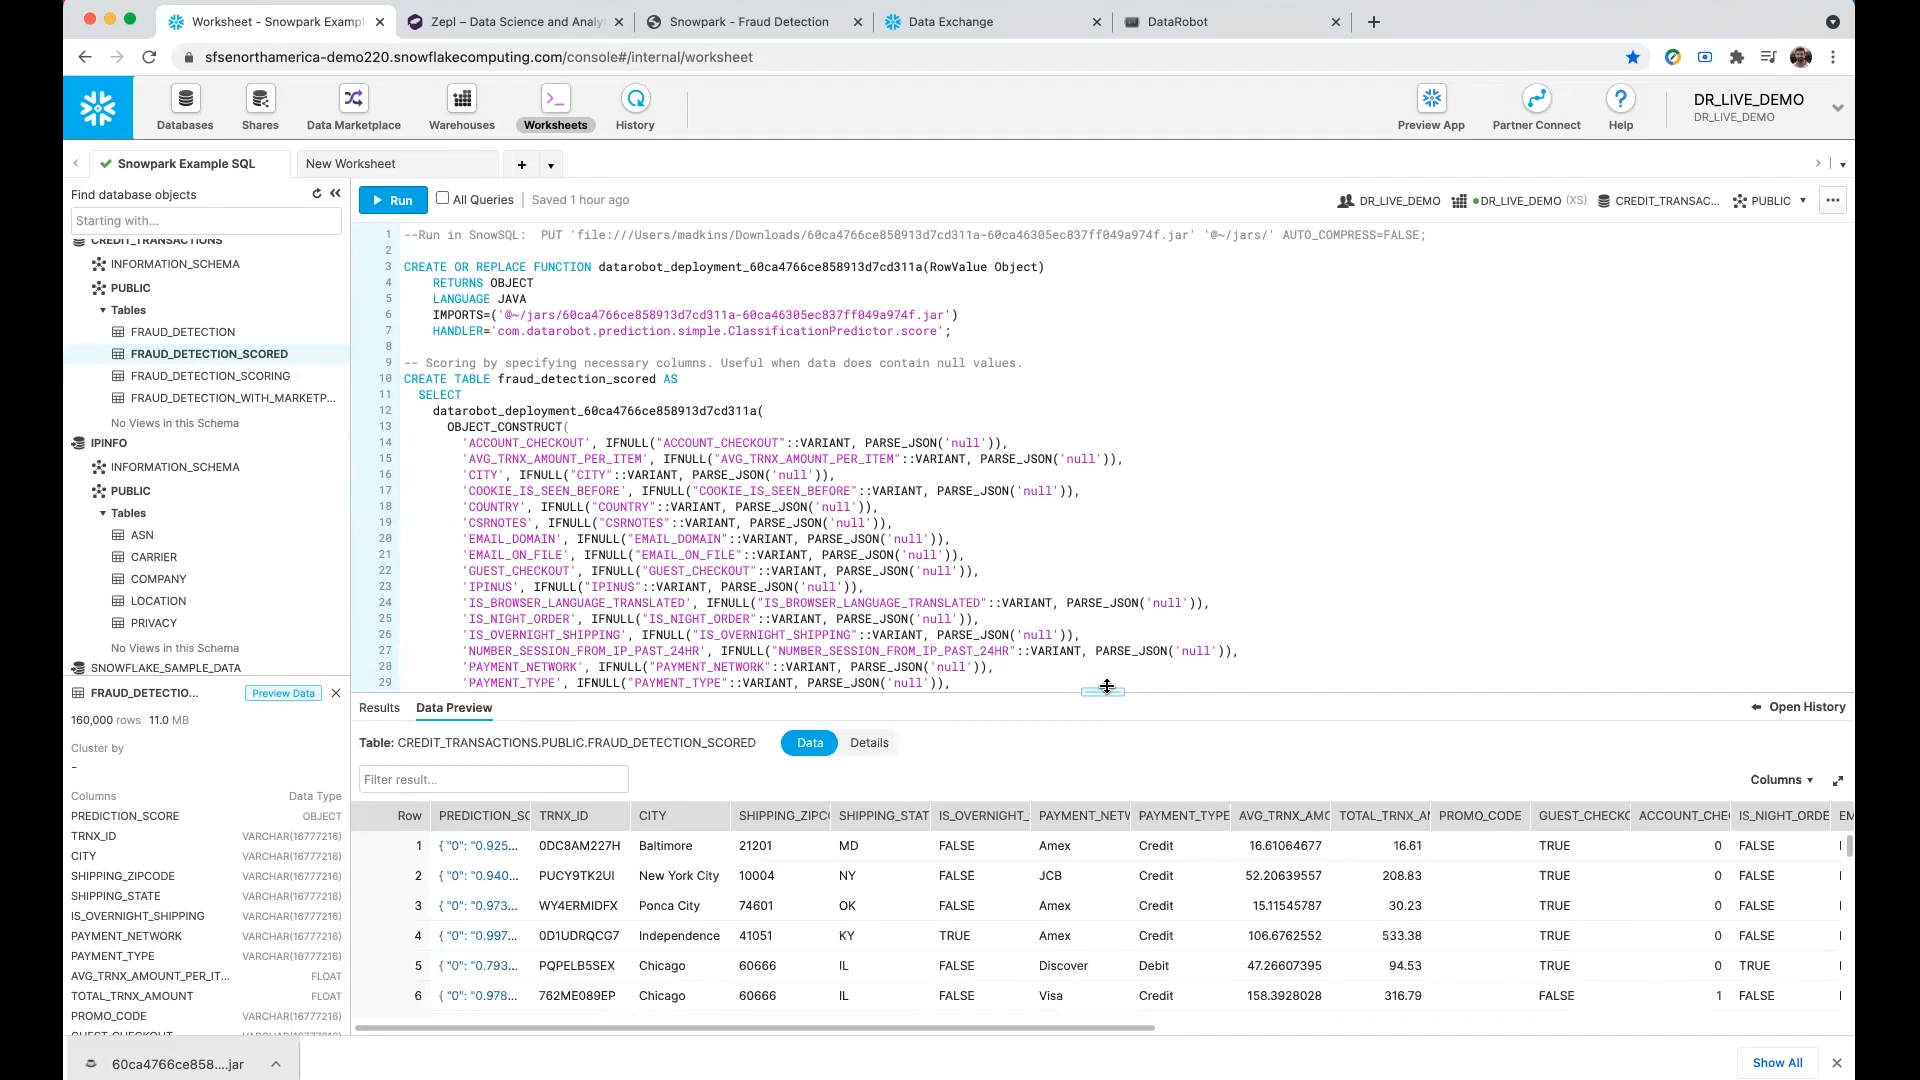 Worksheet - Snowpark Exampl
Zepl – Data Science and Analy
Snowpark - Fraud Detection
Data Exchange
DataRobot
sfsenorthamerica-demo220.snowflakecomputing.com/console#/internal/worksheet
Databases
Shares
Data Marketplace
Warehouses
Worksheets
History
Preview App
Partner Connect
Help
DR_LIVE_DEMO
DR_LIVE_DEMO
Snowpark Example SQL
New Worksheet
Find database objects
Starting with...
CREDIT_TRANSACTIONS
INFORMATION_SCHEMA
PUBLIC
Tables
FRAUD_DETECTION
FRAUD_DETECTION_SCORED
FRAUD_DETECTION_SCORING
FRAUD_DETECTION_WITH_MARKETP...
No Views in this Schema
IPINFO
INFORMATION_SCHEMA
PUBLIC
Tables
ASN
CARRIER
COMPANY
LOCATION
PRIVACY
No Views in this Schema
SNOWFLAKE_SAMPLE_DATA
Run All Queries Saved 1 hour ago
DR_LIVE_DEMO DR_LIVE_DEMO (XS) CREDIT_TRANSAC... PUBLIC
1 --Run in SnowSQL: PUT 'file:///Users/madkins/Downloads/60ca4766ce858913d7cd311a-60ca46305ec837ff049a974f.jar' '@~/jars/' AUTO_COMPRESS=FALSE;
2
3 CREATE OR REPLACE FUNCTION datarobot_deployment_60ca4766ce858913d7cd311a(RowValue Object)
4 RETURNS OBJECT
5 LANGUAGE JAVA
6 IMPORTS=('@~/jars/60ca4766ce858913d7cd311a-60ca46305ec837ff049a974f.jar')
7 HANDLER='com.datarobot.prediction.simple.ClassificationPredictor.score';
8
9 -- Scoring by specifying necessary columns. Useful when data does contain null values.
10 CREATE TABLE fraud_detection_scored AS
11 SELECT
12 datarobot_deployment_60ca4766ce858913d7cd311a(
13 OBJECT_CONSTRUCT(
14 'ACCOUNT_CHECKOUT', IFNULL("ACCOUNT_CHECKOUT"::VARIANT, PARSE_JSON('null')),
15 'AVG_TRNX_AMOUNT_PER_ITEM', IFNULL("AVG_TRNX_AMOUNT_PER_ITEM"::VARIANT, PARSE_JSON('null')),
16 'CITY', IFNULL("CITY"::VARIANT, PARSE_JSON('null')),
17 'COOKIE_IS_SEEN_BEFORE', IFNULL("COOKIE_IS_SEEN_BEFORE"::VARIANT, PARSE_JSON('null')),
18 'COUNTRY', IFNULL("COUNTRY"::VARIANT, PARSE_JSON('null')),
19 'CSRNOTES', IFNULL("CSRNOTES"::VARIANT, PARSE_JSON('null')),
20 'EMAIL_DOMAIN', IFNULL("EMAIL_DOMAIN"::VARIANT, PARSE_JSON('null')),
21 'EMAIL_ON_FILE', IFNULL("EMAIL_ON_FILE"::VARIANT, PARSE_JSON('null')),
22 'GUEST_CHECKOUT', IFNULL("GUEST_CHECKOUT"::VARIANT, PARSE_JSON('null')),
23 'IPINUS', IFNULL("IPINUS"::VARIANT, PARSE_JSON('null')),
24 'IS_BROWSER_LANGUAGE_TRANSLATED', IFNULL("IS_BROWSER_LANGUAGE_TRANSLATED"::VARIANT, PARSE_JSON('null')),
25 'IS_NIGHT_ORDER', IFNULL("IS_NIGHT_ORDER"::VARIANT, PARSE_JSON('null')),
26 'IS_OVERNIGHT_SHIPPING', IFNULL("IS_OVERNIGHT_SHIPPING"::VARIANT, PARSE_JSON('null')),
27 'NUMBER_SESSION_FROM_IP_PAST_24HR', IFNULL("NUMBER_SESSION_FROM_IP_PAST_24HR"::VARIANT, PARSE_JSON('null')),
28 'PAYMENT_NETWORK', IFNULL("PAYMENT_NETWORK"::VARIANT, PARSE_JSON('null')),
29 'PAYMENT_TYPE', IFNULL("PAYMENT_TYPE"::VARIANT, PARSE_JSON('null')),
FRAUD_DETECTIO... Preview Data
160,000 rows 11.0 MB
Cluster by
–
Columns Data Type
PREDICTION_SCORE OBJECT
TRNX_ID VARCHAR(16777216)
CITY VARCHAR(16777216)
SHIPPING_ZIPCODE VARCHAR(16777216)
SHIPPING_STATE VARCHAR(16777216)
IS_OVERNIGHT_SHIPPING VARCHAR(16777216)
PAYMENT_NETWORK VARCHAR(16777216)
PAYMENT_TYPE VARCHAR(16777216)
AVG_TRNX_AMOUNT_PER_IT... FLOAT
TOTAL_TRNX_AMOUNT FLOAT
PROMO_CODE VARCHAR(16777216)
GUEST_CHECKOUT VARCHAR(16777216)
Results Data Preview Open History
Table: CREDIT_TRANSACTIONS.PUBLIC.FRAUD_DETECTION_SCORED Data Details
Filter result... Columns
Row PREDICTION_SC TRNX_ID CITY SHIPPING_ZIPC SHIPPING_STAT IS_OVERNIGHT_ PAYMENT_NETW PAYMENT_TYPE AVG_TRNX_AMC TOTAL_TRNX_A PROMO_CODE GUEST_CHECKC ACCOUNT_CHE IS_NIGHT_ORDE EM
1 { "0": "0.925... 0DC8AM227H Baltimore 21201 MD FALSE Amex Credit 16.61064677 16.61 TRUE 0 FALSE
2 { "0": "0.940... PUCY9TK2UI New York City 10004 NY FALSE JCB Credit 52.20639557 208.83 TRUE 0 FALSE
3 { "0": "0.973... WY4ERMIDFX Ponca City 74601 OK FALSE Amex Credit 15.11545787 30.23 TRUE 0 FALSE
4 { "0": "0.997... 0D1UDRQCG7 Independence 41051 KY TRUE Amex Credit 106.6762552 533.38 TRUE 0 FALSE
5 { "0": "0.793... PQPELB5SEX Chicago 60666 IL FALSE Discover Debit 47.26607395 94.53 TRUE 0 TRUE
6 { "0": "0.978... 762ME089EP Chicago 60666 IL FALSE Visa Credit 158.3928028 316.79 FALSE 1 FALSE
60ca4766ce858....jar
Show All